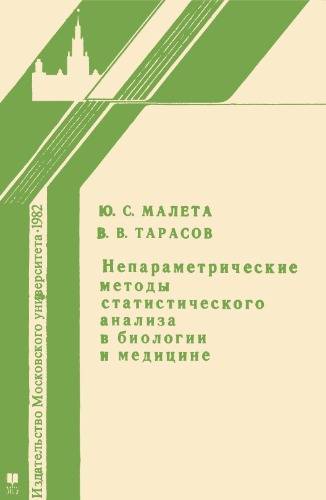 Ю. С. МАЛЕТА
В. В. ТАРАСОВ
Непараметрические
методы
статистического
анализа
в биологии
и медицине
Издательство Московского университета·1982